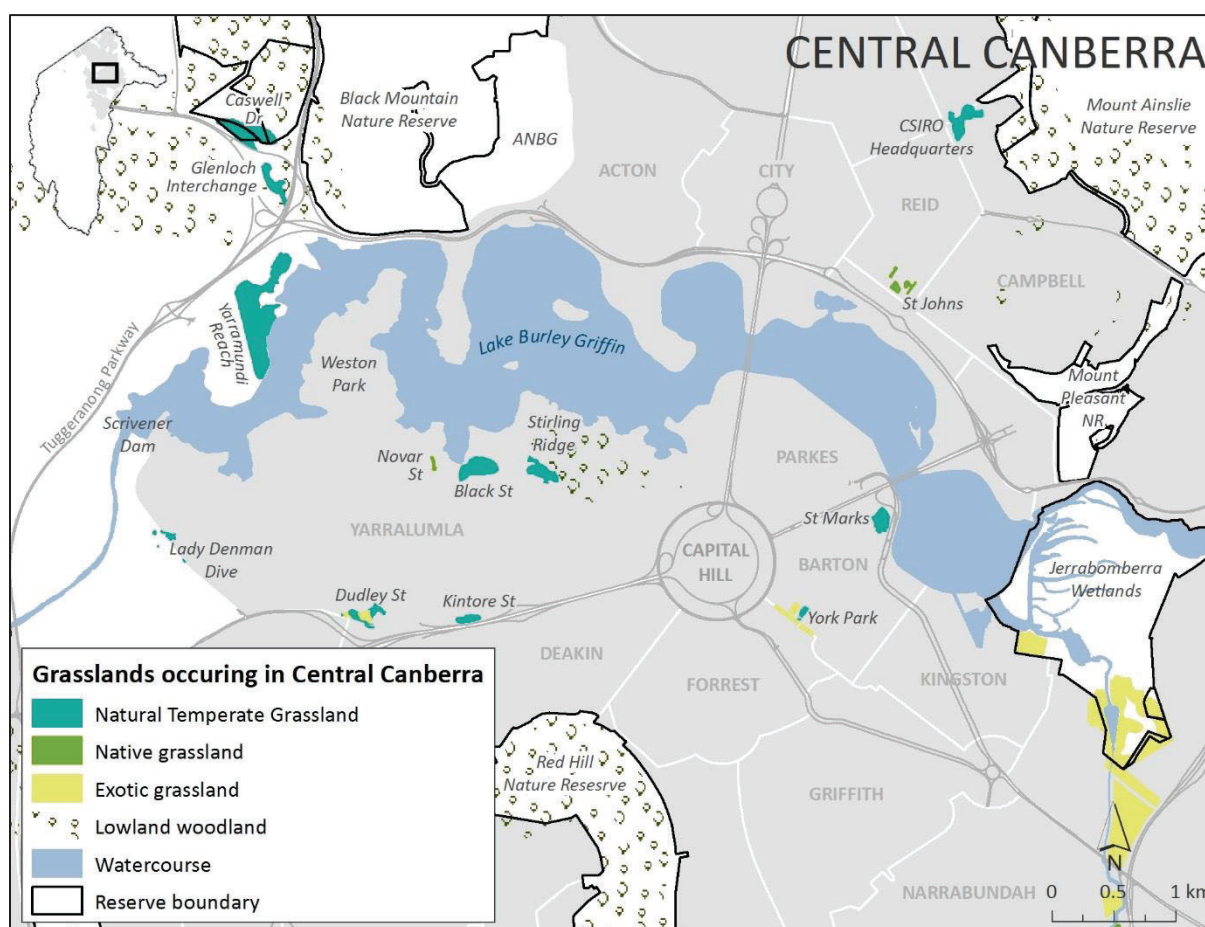 CENTRAL CANBERRA
Caswell
Dr
Black Mountain
Nature Reserve
ANBG
CSIRO
Headquarters
Mount Ainslie
Nature Reserve
Glenloch
Interchange
ACTON
CITY
REID
CAMPBELL
St Johns
Yarramundi
Reach
Tuggeranong Parkway
Lake Burley Griffin
Weston
Park
Mount
Pleasant
NR
Scrivener
Dam
Stirling
Ridge
Novar
St
Black St
PARKES
St Marks
YARRALUMLA
Lady Denman
Dive
CAPITAL
HILL
BARTON
Jerrabomberra
Wetlands
Dudley St
Kintore St
York Park
DEAKIN
FORREST
KINGSTON
Grasslands occuring in Central Canberra
Natural Temperate Grassland
Native grassland
Exotic grassland
Lowland woodland
Watercourse
Reserve boundary
Red Hill
Nature Resesrve
GRIFFITH
NARRABUNDAH
N
0 0.5 1 km